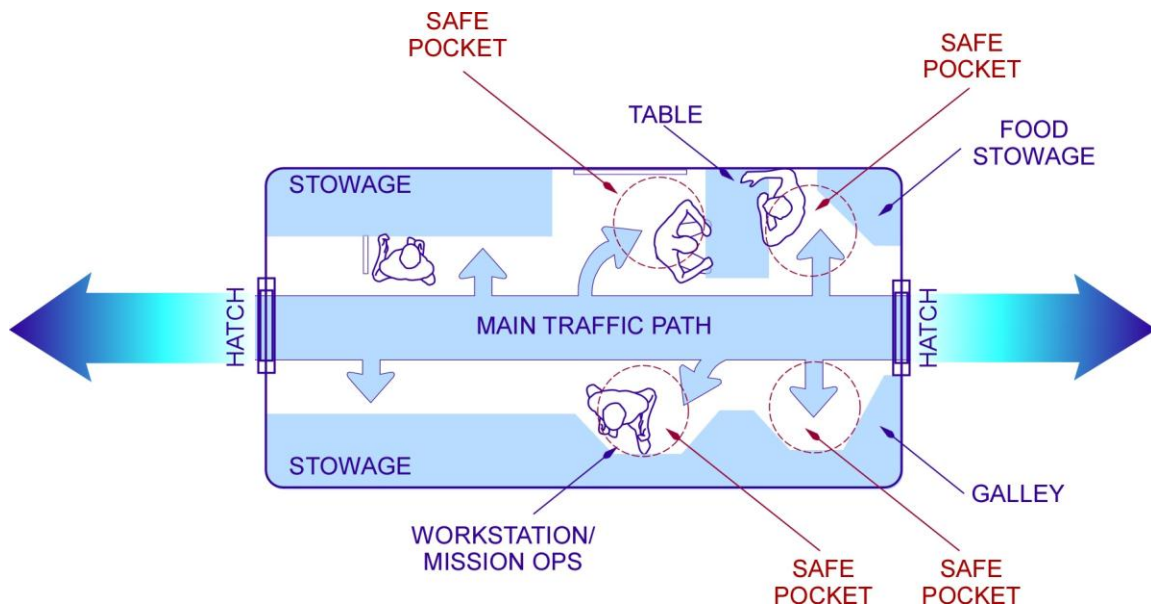 SAFE
POCKET
SAFE
POCKET
TABLE
FOOD
STOWAGE
STOWAGE
HATCH
MAIN TRAFFIC PATH
HATCH
STOWAGE
GALLEY
WORKSTATION/
MISSION OPS
SAFE
POCKET
SAFE
POCKET